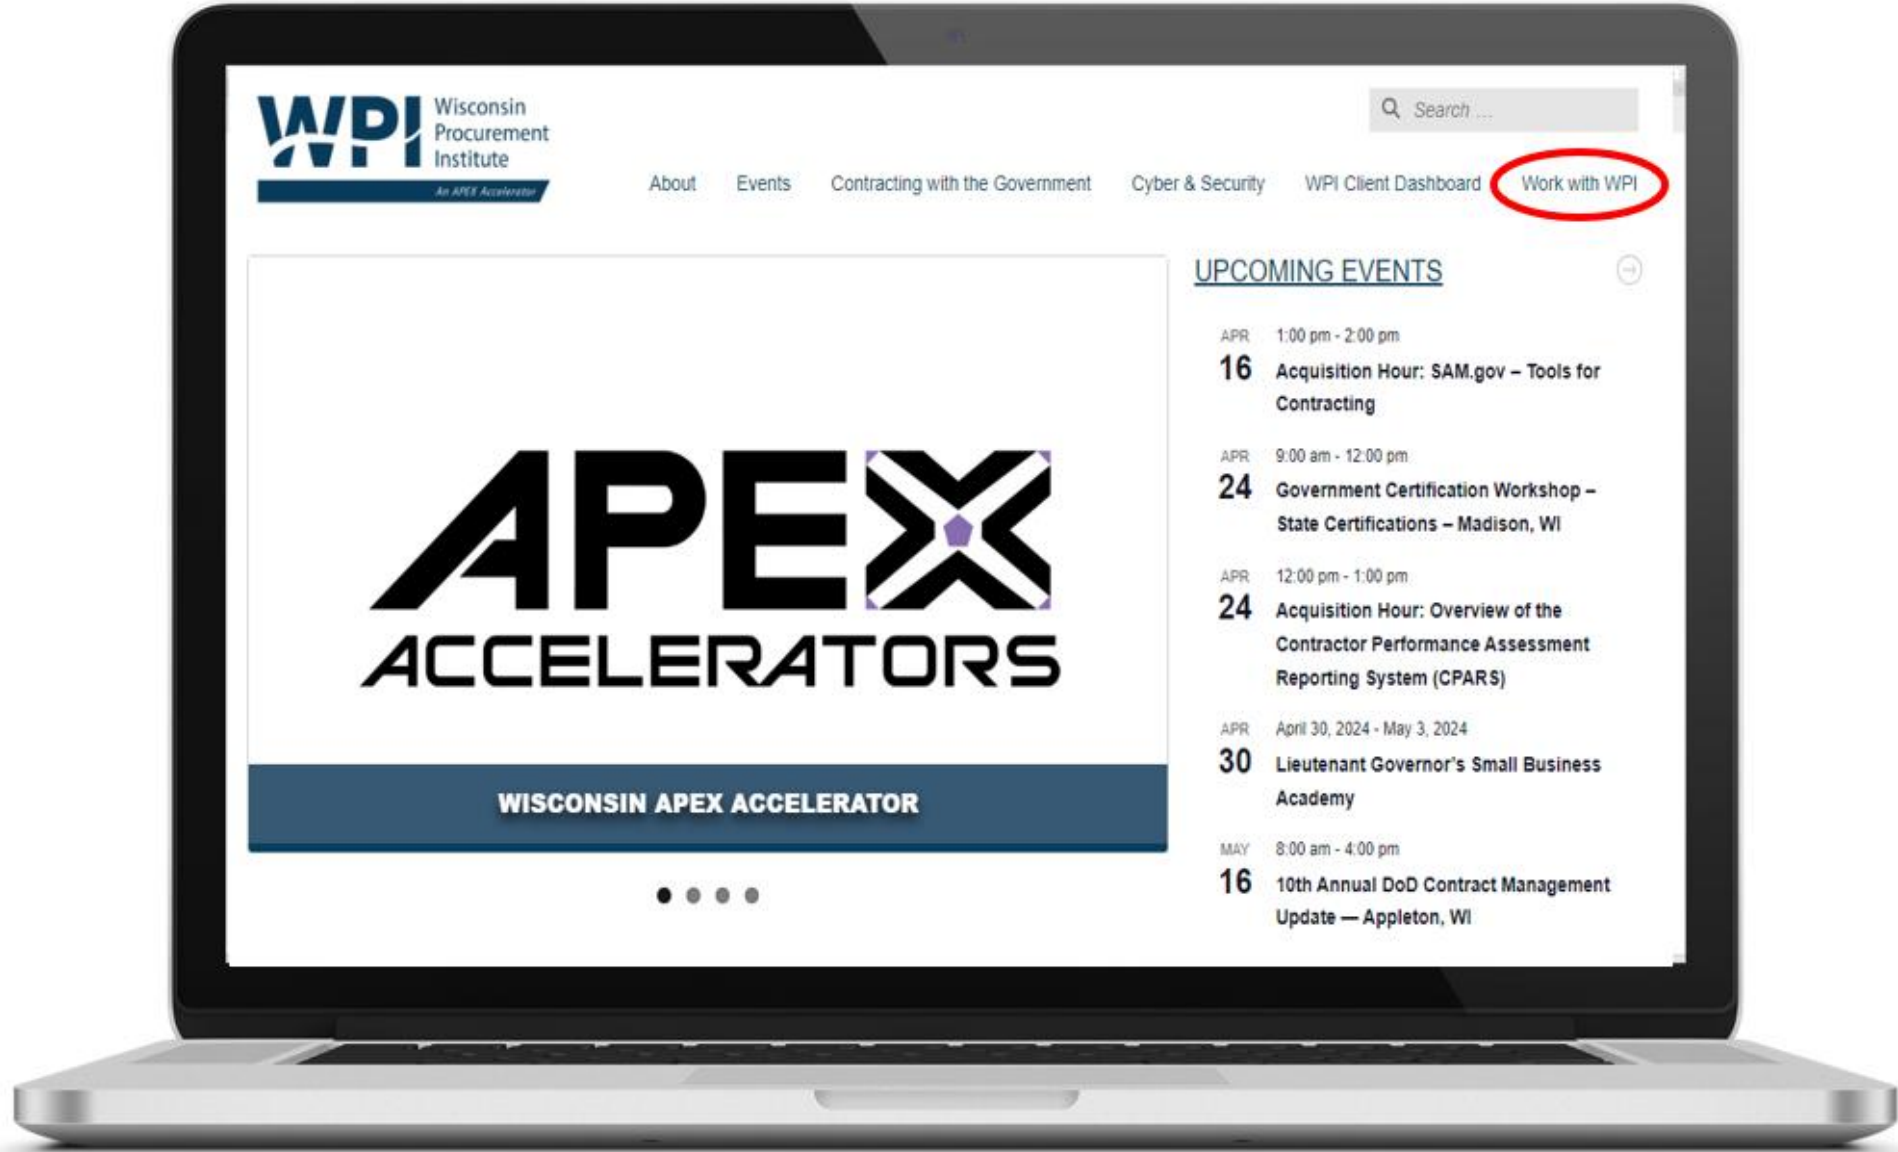 WPI
Wisconsin
Procurement
Institute
An APEX Accelerator
Search ...
About Events Contracting with the Government Cyber & Security WPI Client Dashboard Work with WPI
APEX
ACCELERATORS
WISCONSIN APEX ACCELERATOR
UPCOMING EVENTS
APR 1:00 pm - 2:00 pm
16 Acquisition Hour: SAM.gov – Tools for
Contracting
APR 9:00 am - 12:00 pm
24 Government Certification Workshop –
State Certifications – Madison, WI
APR 12:00 pm - 1:00 pm
24 Acquisition Hour: Overview of the
Contractor Performance Assessment
Reporting System (CPARS)
APR April 30, 2024 - May 3, 2024
30 Lieutenant Governor's Small Business
Academy
MAY 8:00 am - 4:00 pm
16 10th Annual DoD Contract Management
Update — Appleton, WI